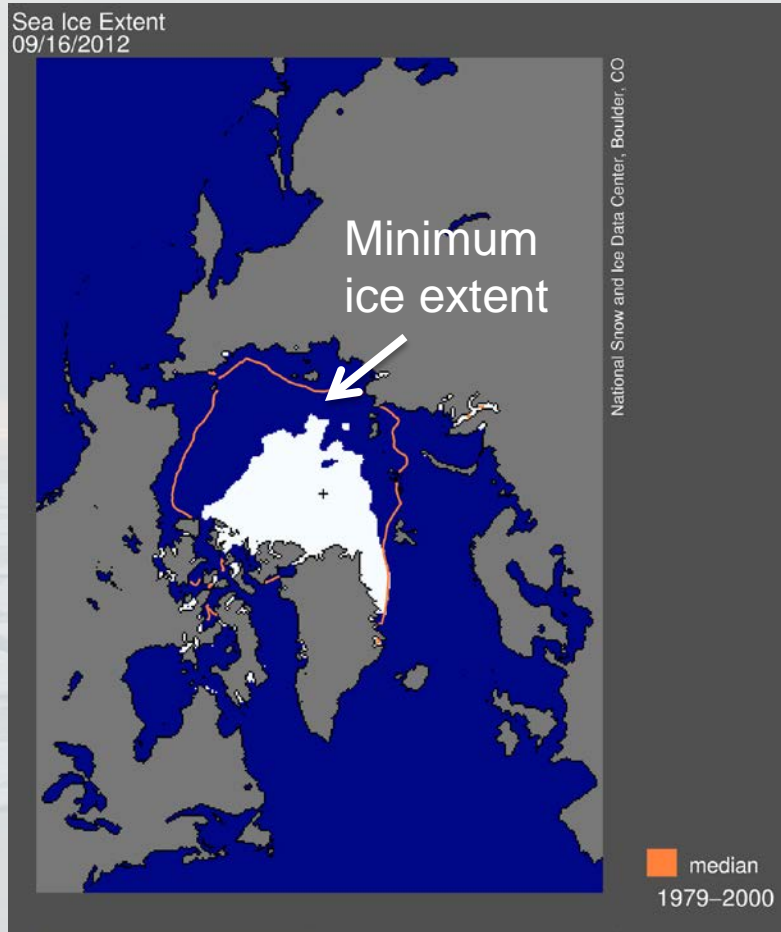 Sea Ice Extent
09/16/2012
National Snow and Ice Data Center, Boulder, CO
Minimum
ice extent
median
1979–2000